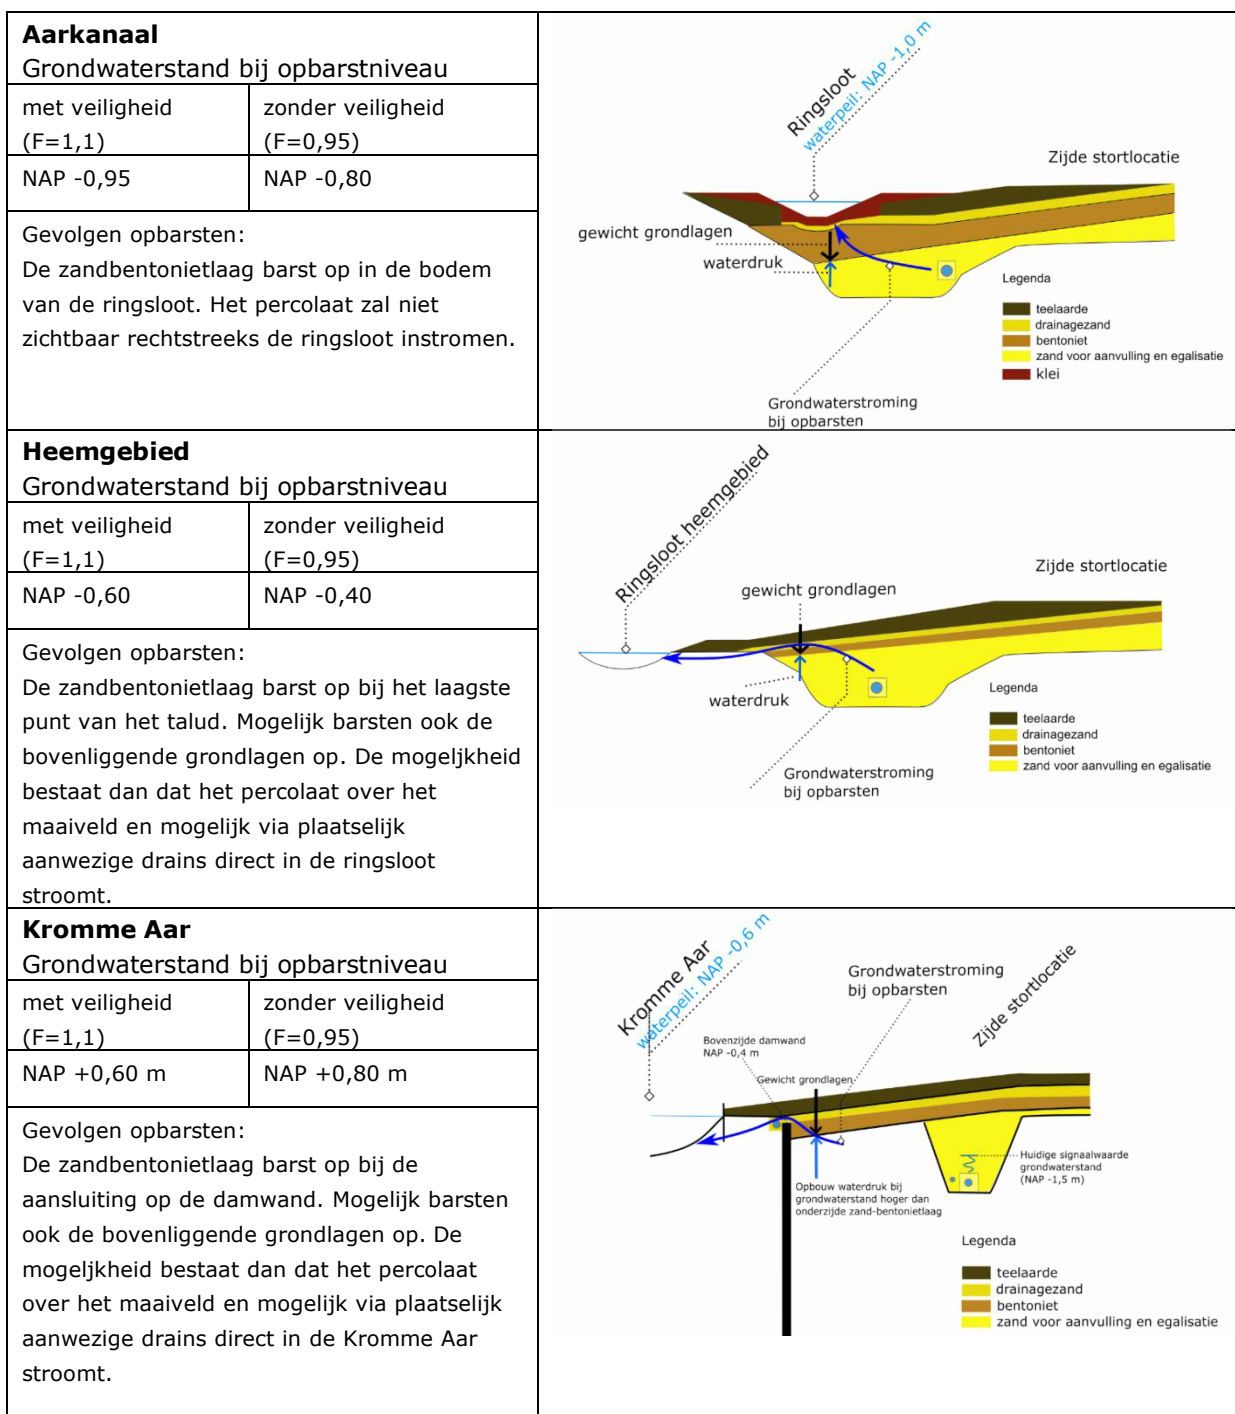 Aarkanaal
Grondwaterstand bij opbarstniveau
met veiligheid
(F=1,1)
zonder veiligheid
(F=0,95)
NAP -0,95
NAP -0,80
Gevolgen opbarsten:
De zandbentonietlaag barst op in de bodem
van de ringsloot. Het percolaat zal niet
zichtbaar rechtstreeks de ringsloot instromen.
Ringsloot
waterpeil: NAP -1,0 m
Zijde stortlocatie
gewicht grondlagen
waterdruk
Legenda
teelaarde
drainagezand
bentoniet
zand voor aanvulling en egalisatie
klei
Grondwaterstroming
bij opbarsten
Heemgebied
Grondwaterstand bij opbarstniveau
met veiligheid
(F=1,1)
zonder veiligheid
(F=0,95)
NAP -0,60
NAP -0,40
Gevolgen opbarsten:
De zandbentonietlaag barst op bij het laagste
punt van het talud. Mogelijk barsten ook de
bovenliggende grondlagen op. De mogeljkheid
bestaat dan dat het percolaat over het
maaiveld en mogelijk via plaatselijk
aanwezige drains direct in de ringsloot
stroomt.
Ringsloot heemgebied
Zijde stortlocatie
gewicht grondlagen
waterdruk
Legenda
teelaarde
drainagezand
bentoniet
zand voor aanvulling en egalisatie
Grondwaterstroming
bij opbarsten
Kromme Aar
Grondwaterstand bij opbarstniveau
met veiligheid
(F=1,1)
zonder veiligheid
(F=0,95)
NAP +0,60 m
NAP +0,80 m
Gevolgen opbarsten:
De zandbentonietlaag barst op bij de
aansluiting op de damwand. Mogelijk barsten
ook de bovenliggende grondlagen op. De
mogeljkheid bestaat dan dat het percolaat
over het maaiveld en mogelijk via plaatselijk
aanwezige drains direct in de Kromme Aar
stroomt.
Kromme Aar
waterpeil: NAP -0,6 m
Grondwaterstroming
bij opbarsten
Zijde stortlocatie
Bovenzijde damwand
NAP -0,4 m
Gewicht grondlagen
Huidige signaalwaarde
grondwaterstand
(NAP -1,5 m)
Opbouw waterdruk bij
grondwaterstand hoger dan
onderzijde zand-bentonietlaag
Legenda
teelaarde
drainagezand
bentoniet
zand voor aanvulling en egalisatie